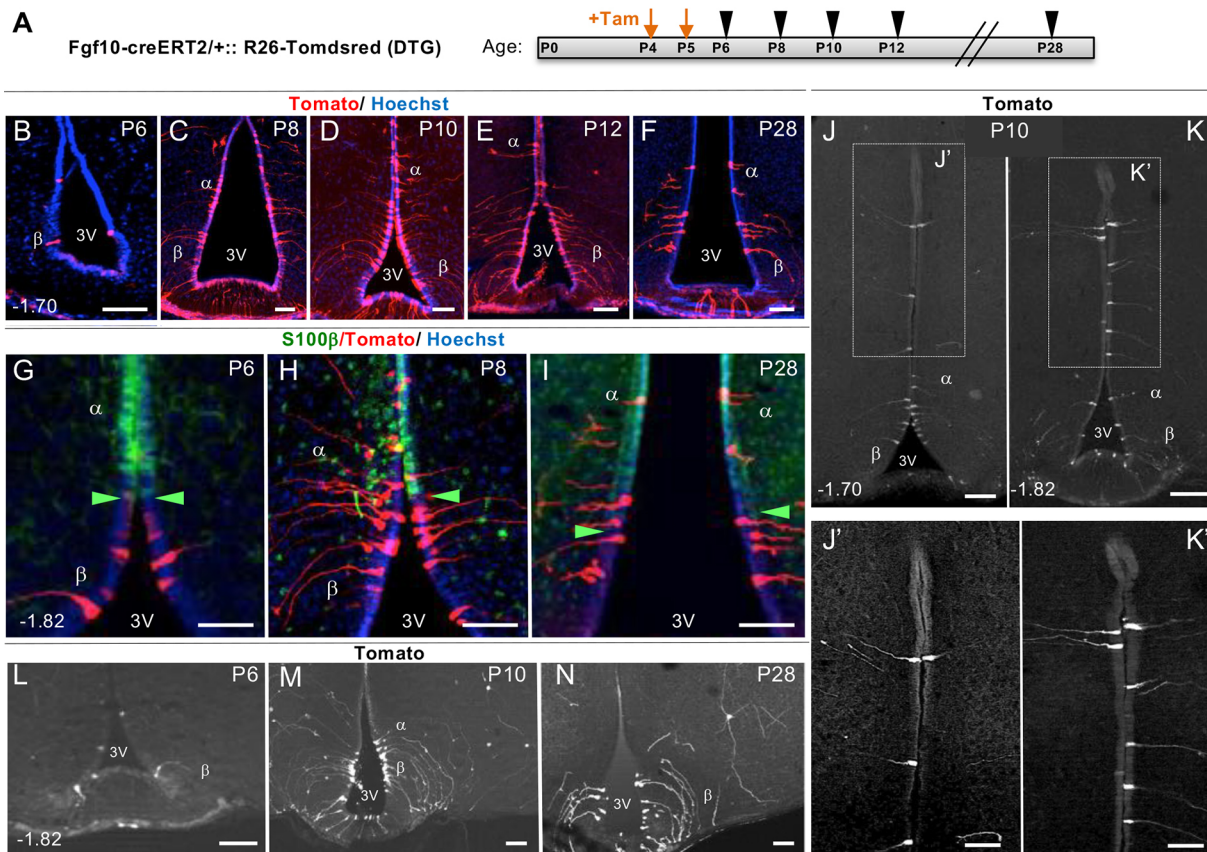 A
Fgf10-creERT2/+:: R26-Tomdsred (DTG)
+Tam
Age:
P0 P4 P5 P6 P8 P10 P12 P28
Tomato/ Hoechst
B P6
β
3V
-1.70
C P8
α
β
3V
D P10
α
β
3V
E P12
α
β
3V
F P28
α
β
3V
S100β/Tomato/ Hoechst
G P6
α
β
3V
-1.82
H P8
α
β
3V
I P28
α
α
3V
Tomato
L P6
3V
β
-1.82
M P10
α
β
3V
N P28
3V
β
Tomato
P10
J
J'
α
β
3V
-1.70
K
K'
α
β
3V
-1.82
J'
K'